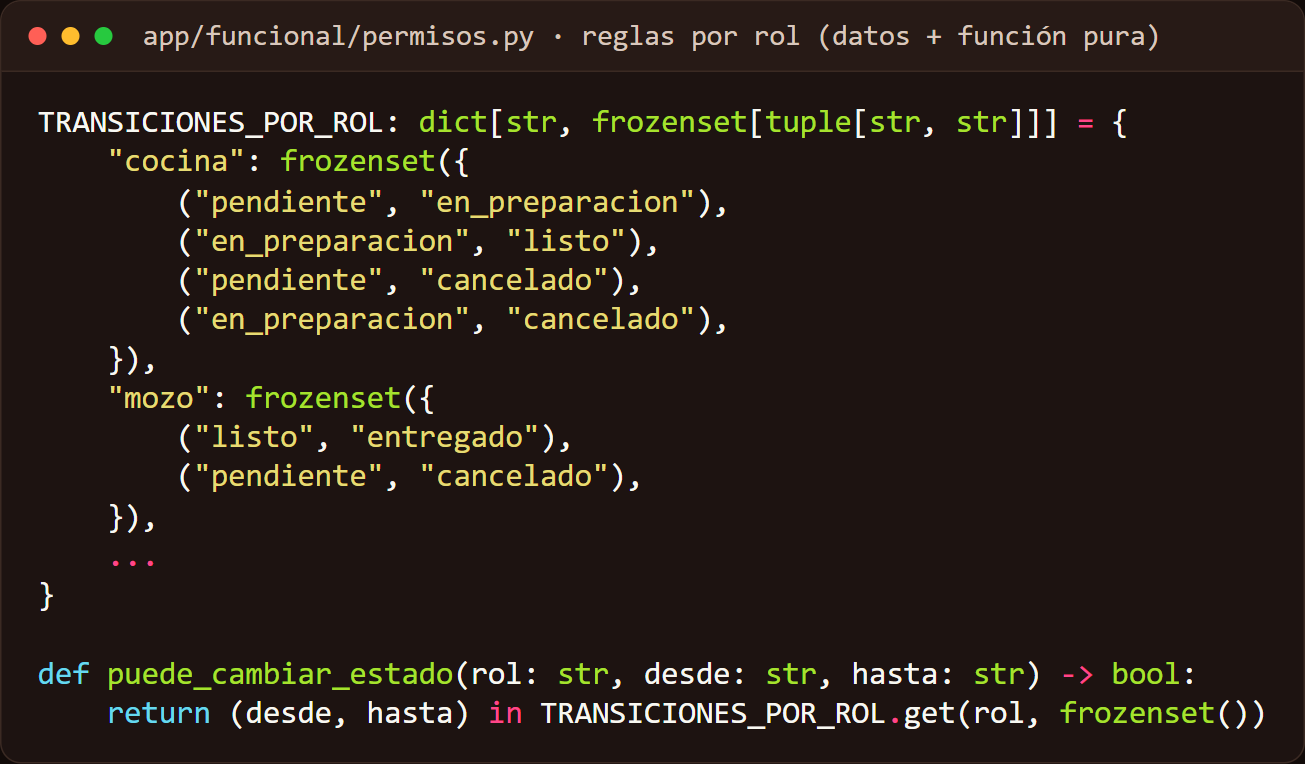 app/funcional/permisos.py · reglas por rol (datos + función pura)
TRANSICIONES_POR_ROL: dict[str, frozenset[tuple[str, str]]] = {
    "cocina": frozenset({
        ("pendiente", "en_preparacion"),
        ("en_preparacion", "listo"),
        ("pendiente", "cancelado"),
        ("en_preparacion", "cancelado"),
    }),
    "mozo": frozenset({
        ("listo", "entregado"),
        ("pendiente", "cancelado"),
    }),
    ...
}
def puede_cambiar_estado(rol: str, desde: str, hasta: str) -> bool:
    return (desde, hasta) in TRANSICIONES_POR_ROL.get(rol, frozenset())